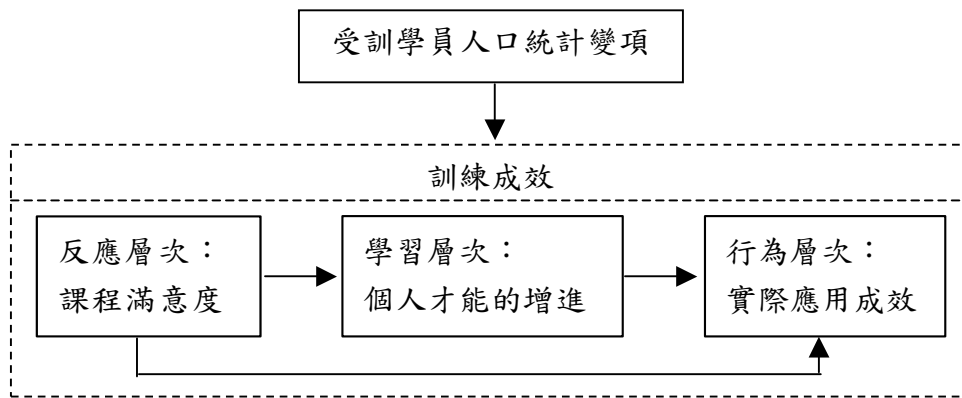 受訓學員人口統計變項
訓練成效
反應層次：
課程滿意度
學習層次：
個人才能的增進
行為層次：
實際應用成效